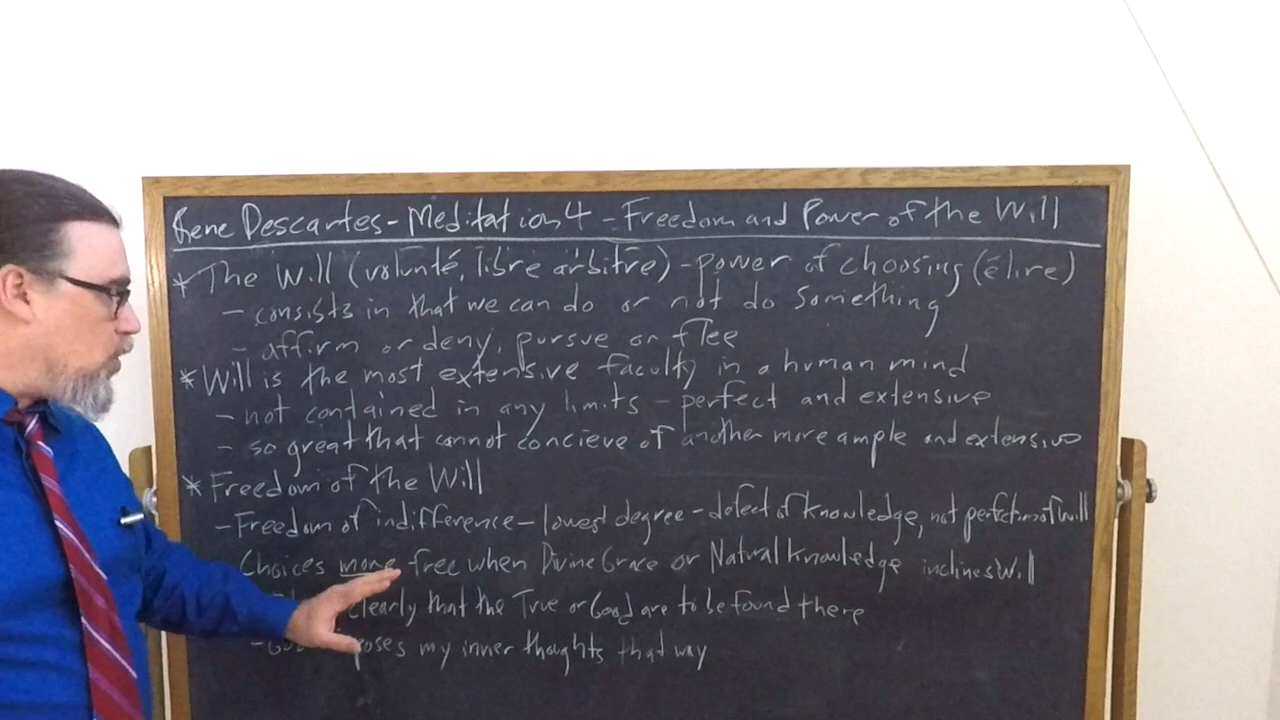 Rene Descartes - Meditation 4 - Freedom and Power of the Will
* The Will (volunté, libre arbitre) - power of choosing (élire)
- consists in that we can do or not do something
- affirm or deny, pursue or flee
* Will is the most extensive faculty in a human mind
- not contained in any limits - perfect and extensive
- so great that cannot concieve of another more ample and extensive
* Freedom of the Will
- Freedom of indifference - lowest degree - defect of knowledge, not perfection of will
Choices more free when Divine Grace or Natural knowledge inclines Will
clearly that the True or Good are to be found there
my inner thoughts that way